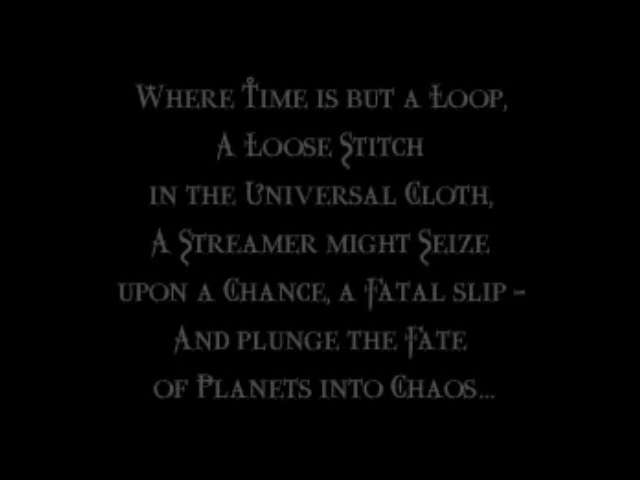 Where Time is but a Loop,
A Loose Stitch
in the Universal Cloth,
A Streamer might Seize
upon a Chance, a Fatal slip -
And plunge the Fate
of Planets into Chaos...